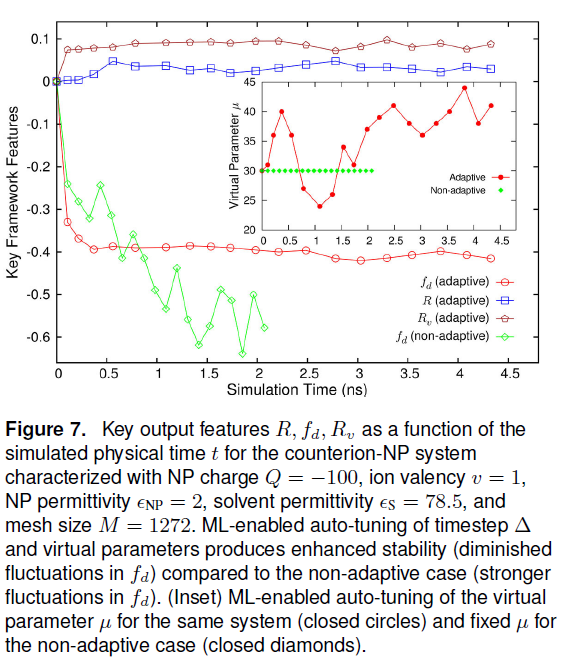 0.1
0
-0.1
-0.2
-0.3
-0.4
-0.5
-0.6
Key Framework Features
0 0.5 1 1.5 2 2.5 3 3.5 4 4.5
Simulation Time (ns)
45
40
35
30
25
20
Virtual Parameter μ
0 0.5 1 1.5 2 2.5 3 3.5 4 4.5
Adaptive
Non-adaptive
f_d (adaptive)
R (adaptive)
R_v (adaptive)
f_d (non-adaptive)
Figure 7. Key output features R, f_d, R_v as a function of the
simulated physical time t for the counterion-NP system
characterized with NP charge Q = −100, ion valency v = 1,
NP permittivity ϵ_NP = 2, solvent permittivity ϵ_S = 78.5, and
mesh size M = 1272. ML-enabled auto-tuning of timestep Δ
and virtual parameters produces enhanced stability (diminished
fluctuations in f_d) compared to the non-adaptive case (stronger
fluctuations in f_d). (Inset) ML-enabled auto-tuning of the virtual
parameter μ for the same system (closed circles) and fixed μ for
the non-adaptive case (closed diamonds).